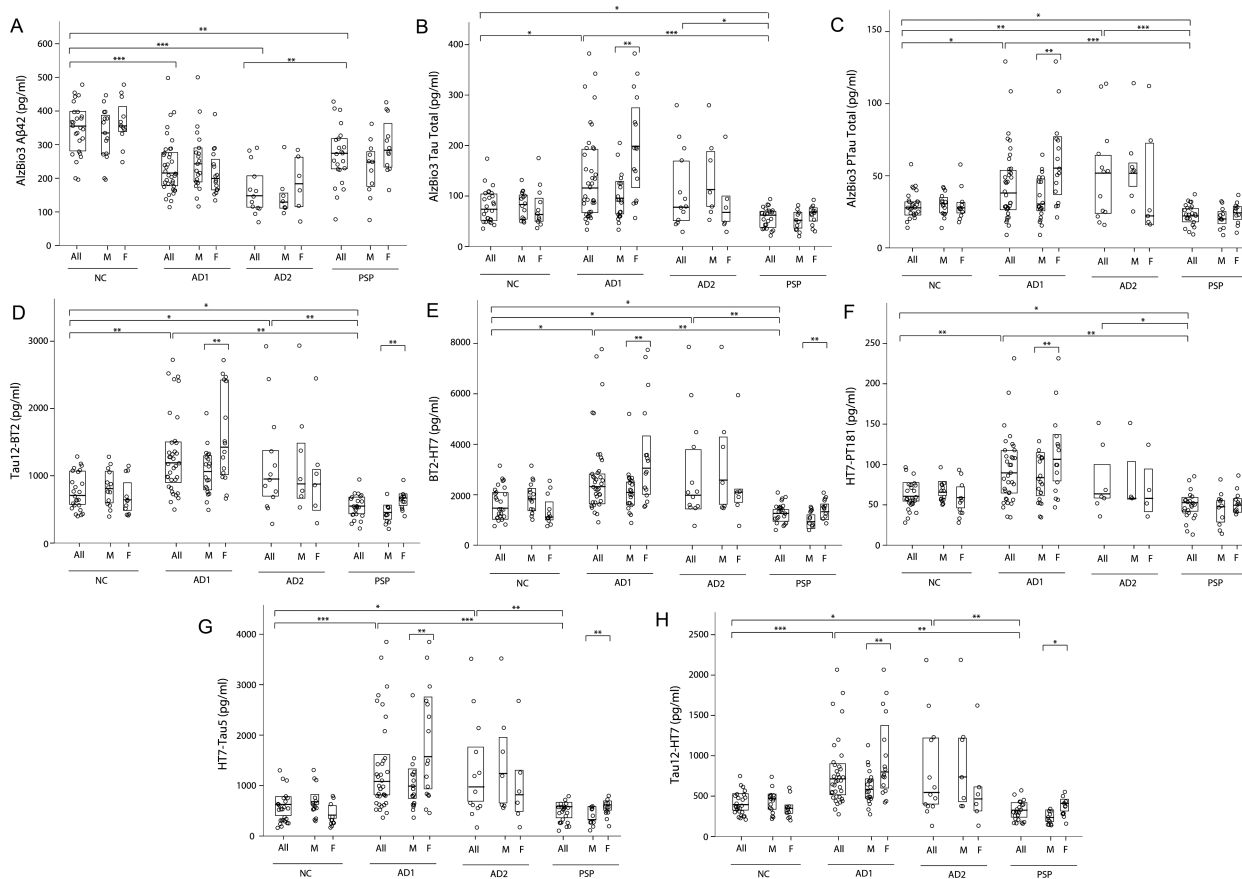 A
AlzBio3 Aβ42 (pg/ml)
600
500
400
300
200
100
0
**
***
***
**
All M F All M F All M F All M F
NC AD1 AD2 PSP
B
AlzBio3 Tau Total (pg/ml)
400
300
200
100
0
*
*
* ***
**
All M F All M F All M F All M F
NC AD1 AD2 PSP
C
AlzBio3 PTau Total (pg/ml)
150
100
50
0
*
** ***
* ***
**
All M F All M F All M F All M F
NC AD1 AD2 PSP
D
Tau12-BT2 (pg/ml)
3000
2000
1000
0
*
* **
** **
** **
All M F All M F All M F All M F
NC AD1 AD2 PSP
E
BT2-HT7 (pg/ml)
8000
6000
4000
2000
0
*
* **
* **
** **
All M F All M F All M F All M F
NC AD1 AD2 PSP
F
HT7-PT181 (pg/ml)
250
200
150
100
50
0
*
*
** **
**
All M F All M F All M F All M F
NC AD1 AD2 PSP
G
HT7-Tau5 (pg/ml)
4000
3000
2000
1000
0
* **
*** ***
** **
All M F All M F All M F All M F
NC AD1 AD2 PSP
H
Tau12-HT7 (pg/ml)
2500
2000
1500
1000
500
0
* **
*** **
** *
All M F All M F All M F All M F
NC AD1 AD2 PSP